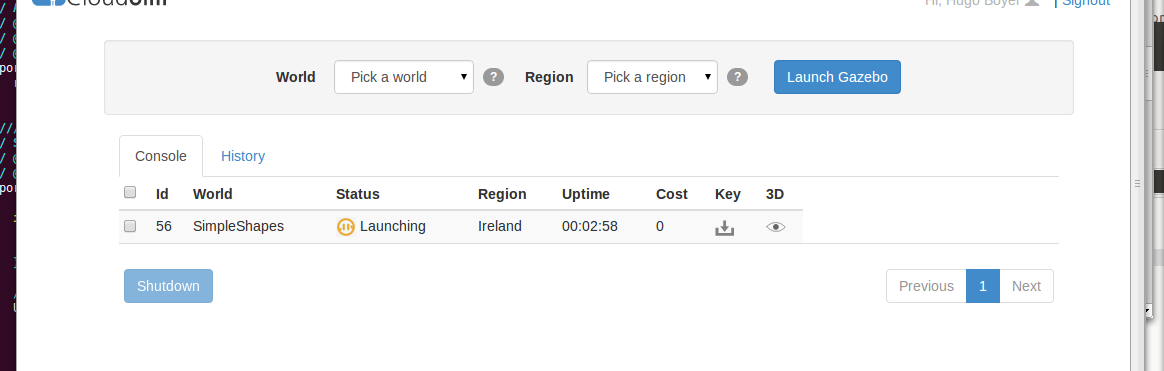 CloudSim
Hi, Hugo Boyer Signout
World Pick a world ? Region Pick a region ? Launch Gazebo
Console History
Id World Status Region Uptime Cost Key 3D
56 SimpleShapes Launching Ireland 00:02:58 0
Shutdown Previous 1 Next